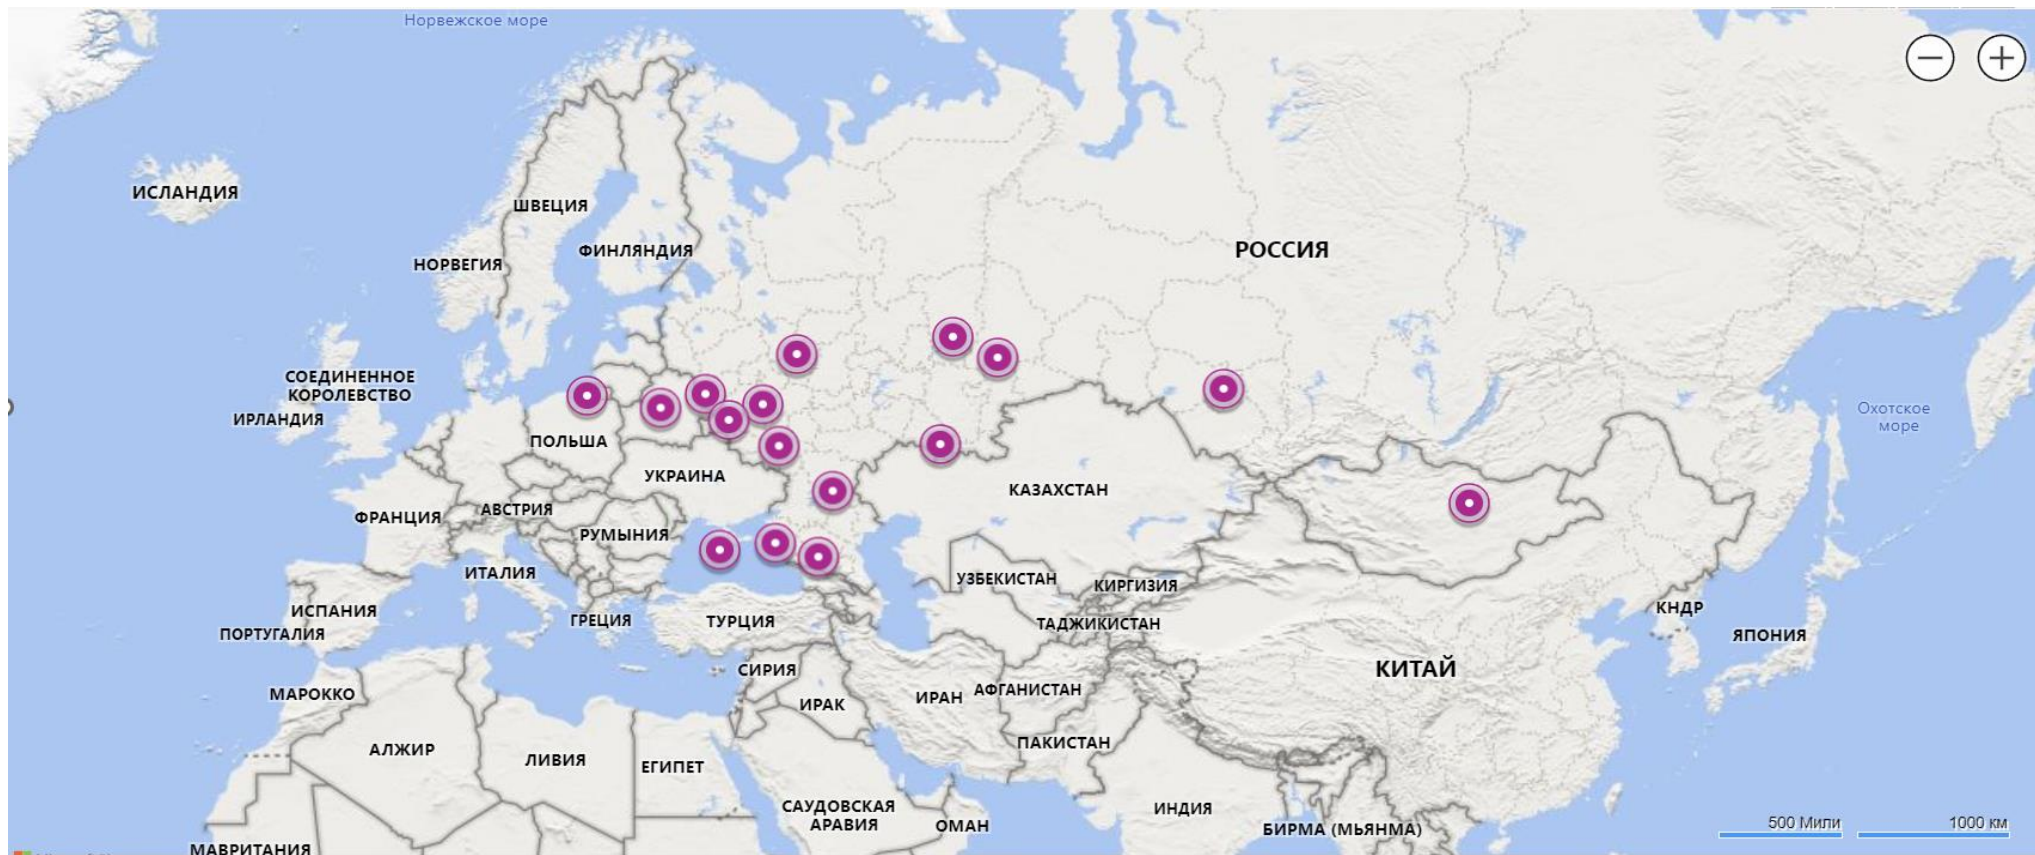 Норвежское море
ИСЛАНДИЯ
ШВЕЦИЯ
ФИНЛЯНДИЯ
НОРВЕГИЯ
РОССИЯ
СОЕДИНЕННОЕ
КОРОЛЕВСТВО
ИРЛАНДИЯ
ПОЛЬША
Охотское
море
УКРАИНА
КАЗАХСТАН
ФРАНЦИЯ
АВСТРИЯ
РУМЫНИЯ
ИТАЛИЯ
УЗБЕКИСТАН
КИРГИЗИЯ
ИСПАНИЯ
ПОРТУГАЛИЯ
ГРЕЦИЯ
ТУРЦИЯ
ТАДЖИКИСТАН
КНДР
ЯПОНИЯ
СИРИЯ
КИТАЙ
МАРОККО
ИРАК
ИРАН
АФГАНИСТАН
АЛЖИР
ЛИВИЯ
ЕГИПЕТ
ПАКИСТАН
САУДОВСКАЯ
АРАВИЯ
ОМАН
ИНДИЯ
БИРМА (МЬЯНМА)
500 Мили
1000 км
МАВРИТАНИЯ